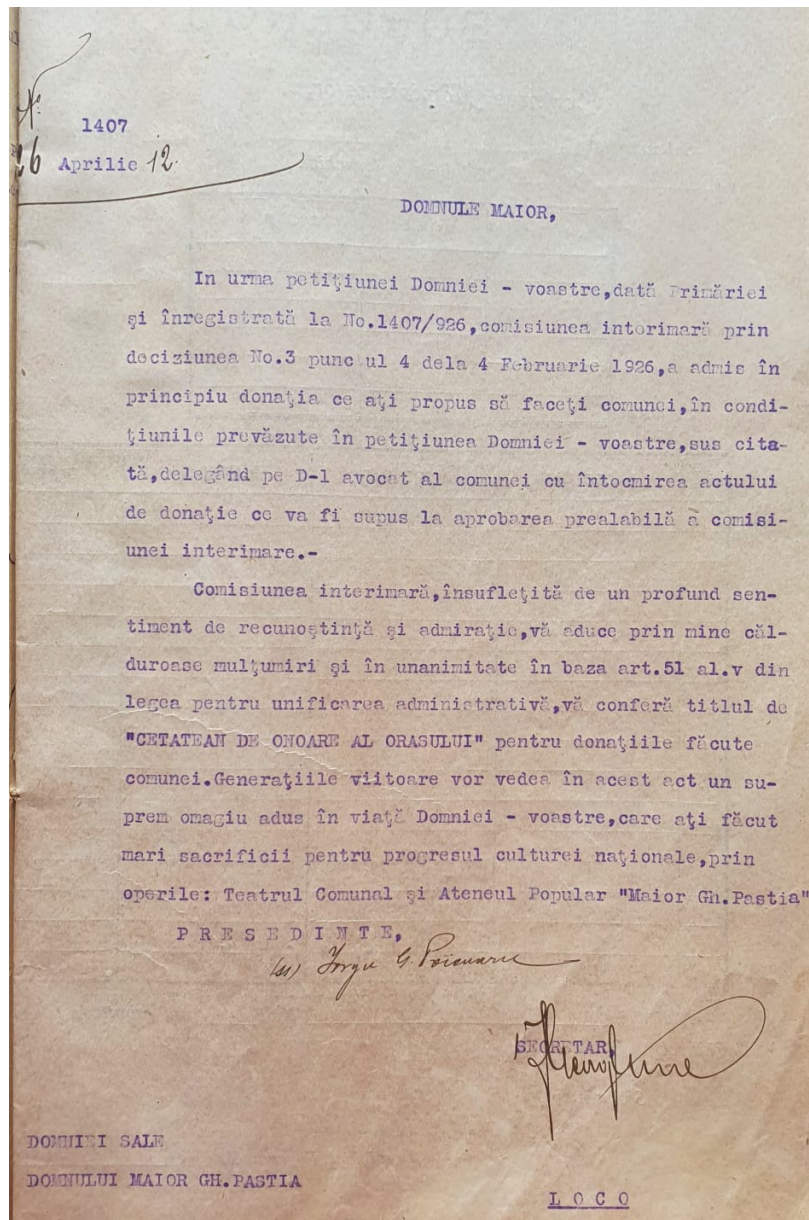 No.
1407
26 Aprilie 12.
DOMNULE MAIOR,
In urma petiţiunei Domniei - voastre,dată Primăriei
şi înregistrată la No.1407/926,comisiunea interimară prin
deciziunea No.3 punc ul 4 dela 4 Februarie 1926,a admis în
principiu donaţia ce aţi propus să faceţi comunei,în condi-
ţiunile prevăzute în petiţiunea Domniei - voastre,sus cita-
tă,delegând pe D-l avocat al comunei cu întocmirea actului
de donaţie ce va fi supus la aprobarea prealabilă a comisi-
unei interimare.-
Comisiunea interimară,însufleţită de un profund sen-
timent de recunoştinţă şi admiraţie,vă aduce prin mine căl-
duroase mulţumiri şi în unanimitate în baza art.51 al.v din
legea pentru unificarea administrativă,vă conferă titlul de
"CETATEAN DE ONOARE AL ORASULUI" pentru donaţiile făcute
comunei.Generaţiile viitoare vor vedea în acest act un su-
prem omagiu adus în viaţă Domniei - voastre,care aţi făcut
mari sacrificii pentru progresul culturei naţionale,prin
operile: Teatrul Comunal şi Ateneul Popular "Maior Gh.Pastia"
P R E S E D I N T E,
(ss) Iorgu G.
SECRETAR,
DOMNIEI SALE
DOMNULUI MAIOR GH.PASTIA
L O C O